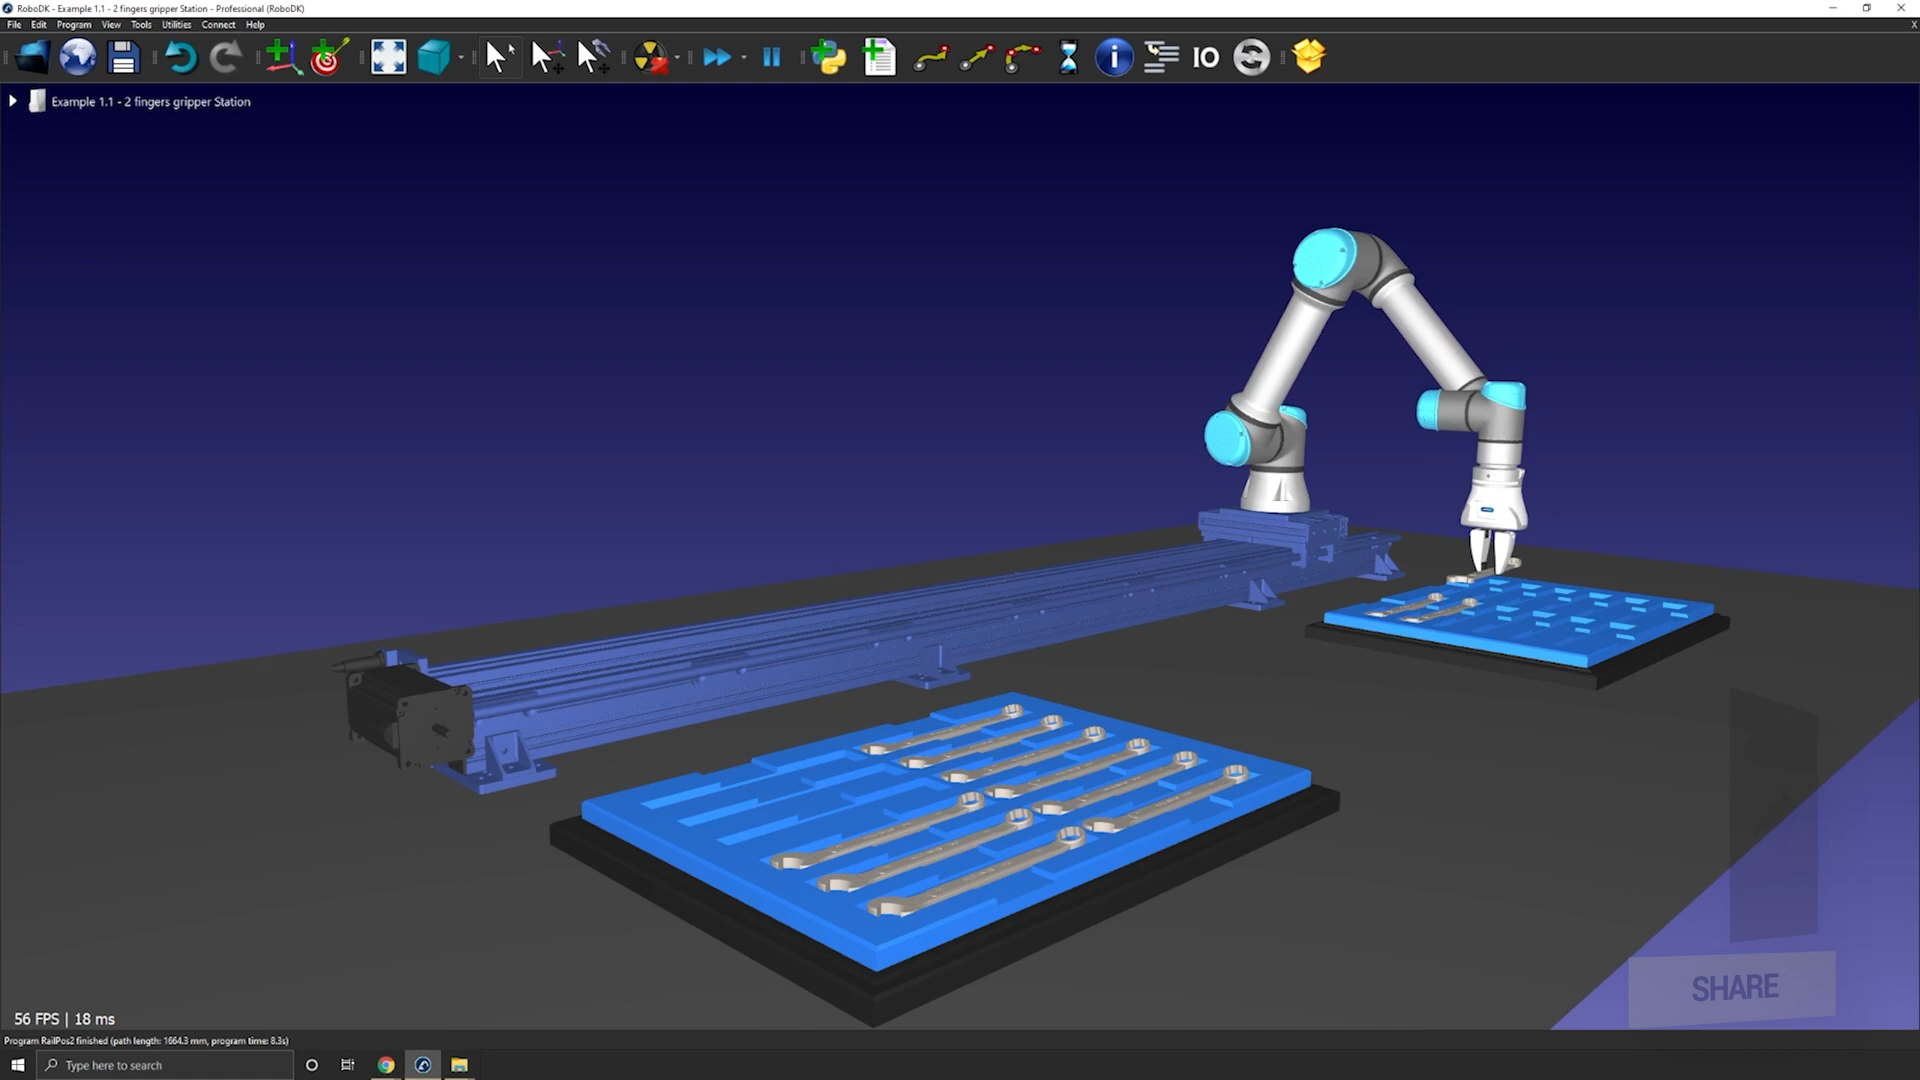 RoboDK - Example 1.1 - 2 fingers gripper Station - Professional (RoboDK)
File Edit Program View Tools Utilities Connect Help
IO
Example 1.1 - 2 fingers gripper Station
SHARE
56 FPS | 18 ms
Program RailPos2 finished (path length: 1664.3 mm, program time: 8.3s)
Type here to search